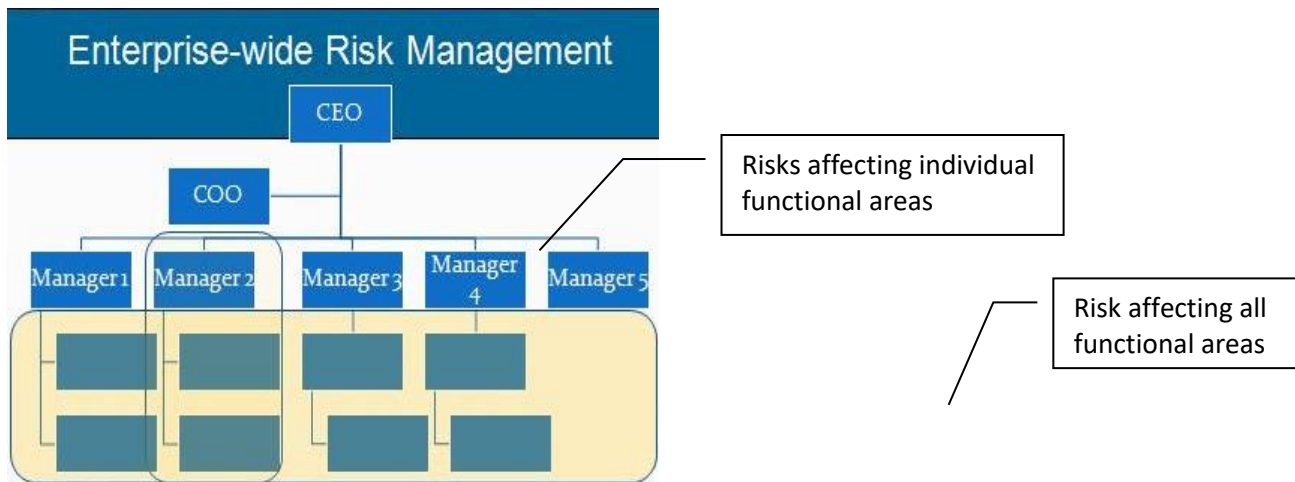 Enterprise-wide Risk Management
CEO
COO
Risks affecting individual
functional areas
Manager 1
Manager 2
Manager 3
Manager
4
Manager 5
Risk affecting all
functional areas